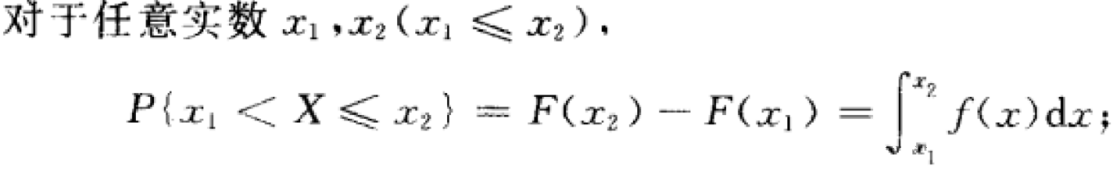 对于任意实数 x₁,x₂(x₁ ⩽ x₂),
P{x₁ < X ⩽ x₂} = F(x₂) − F(x₁) = ∫_{x₁}^{x₂} f(x)dx;